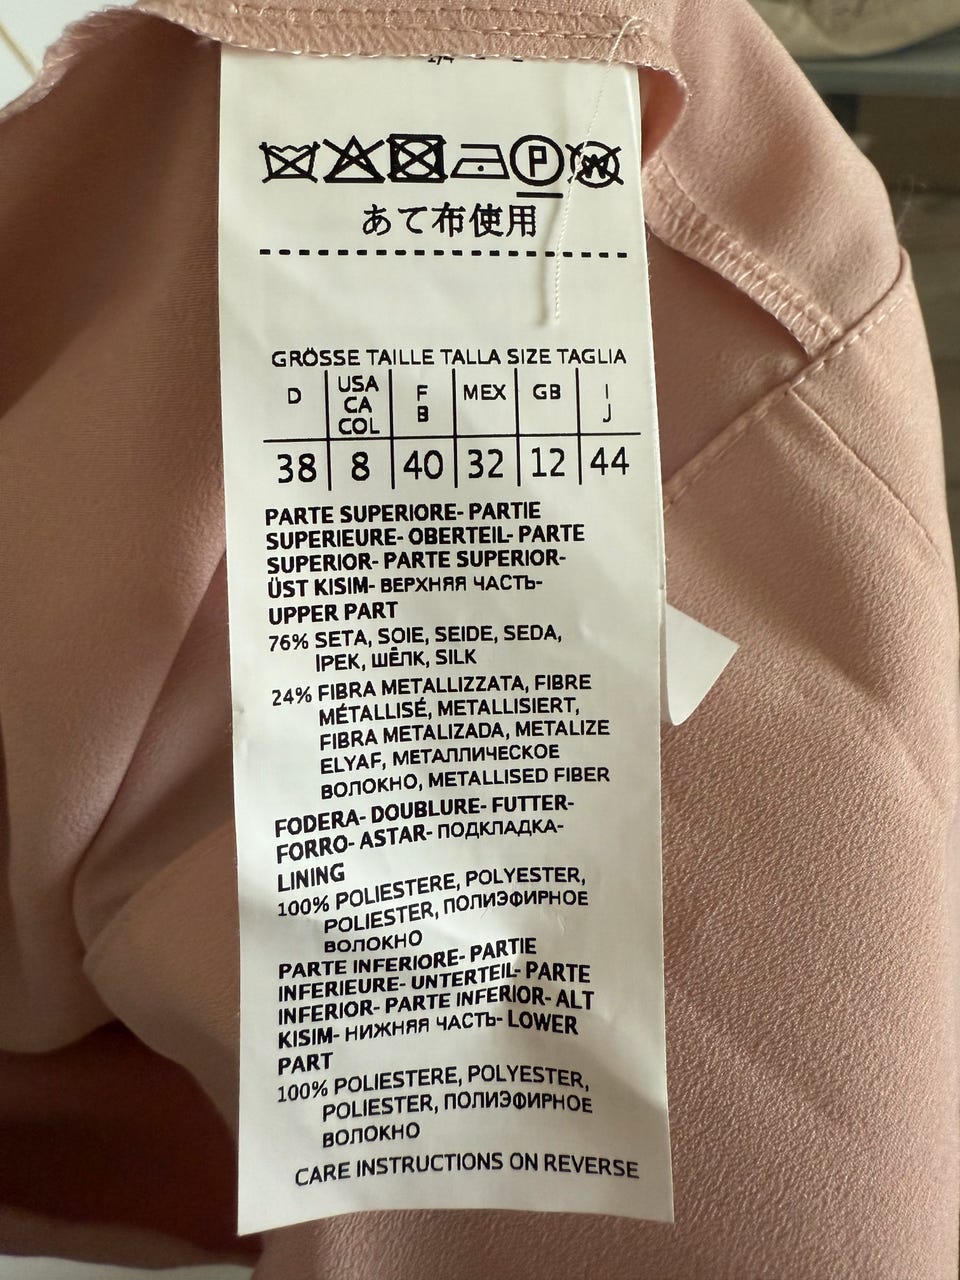 P W
あて布使用
GRÖSSE TAILLE TALLA SIZE TAGLIA
D USA CA COL F B MEX GB I J
38 8 40 32 12 44
PARTE SUPERIORE- PARTIE
SUPERIEURE- OBERTEIL- PARTE
SUPERIOR- PARTE SUPERIOR-
ÜST KISIM- ВЕРХНЯЯ ЧАСТЬ-
UPPER PART
76% SETA, SOIE, SEIDE, SEDA,
İPEK, ШЁЛК, SILK
24% FIBRA METALLIZZATA, FIBRE
MÉTALLISÉ, METALLISIERT,
FIBRA METALIZADA, METALIZE
ELYAF, МЕТАЛЛИЧЕСКОЕ
ВОЛОКНО, METALLISED FIBER
FODERA- DOUBLURE- FUTTER-
FORRO- ASTAR- ПОДКЛАДКА-
LINING
100% POLIESTERE, POLYESTER,
POLIESTER, ПОЛИЭФИРНОЕ
ВОЛОКНО
PARTE INFERIORE- PARTIE
INFERIEURE- UNTERTEIL- PARTE
INFERIOR- PARTE INFERIOR- ALT
KISIM- НИЖНЯЯ ЧАСТЬ- LOWER
PART
100% POLIESTERE, POLYESTER,
POLIESTER, ПОЛИЭФИРНОЕ
ВОЛОКНО
CARE INSTRUCTIONS ON REVERSE